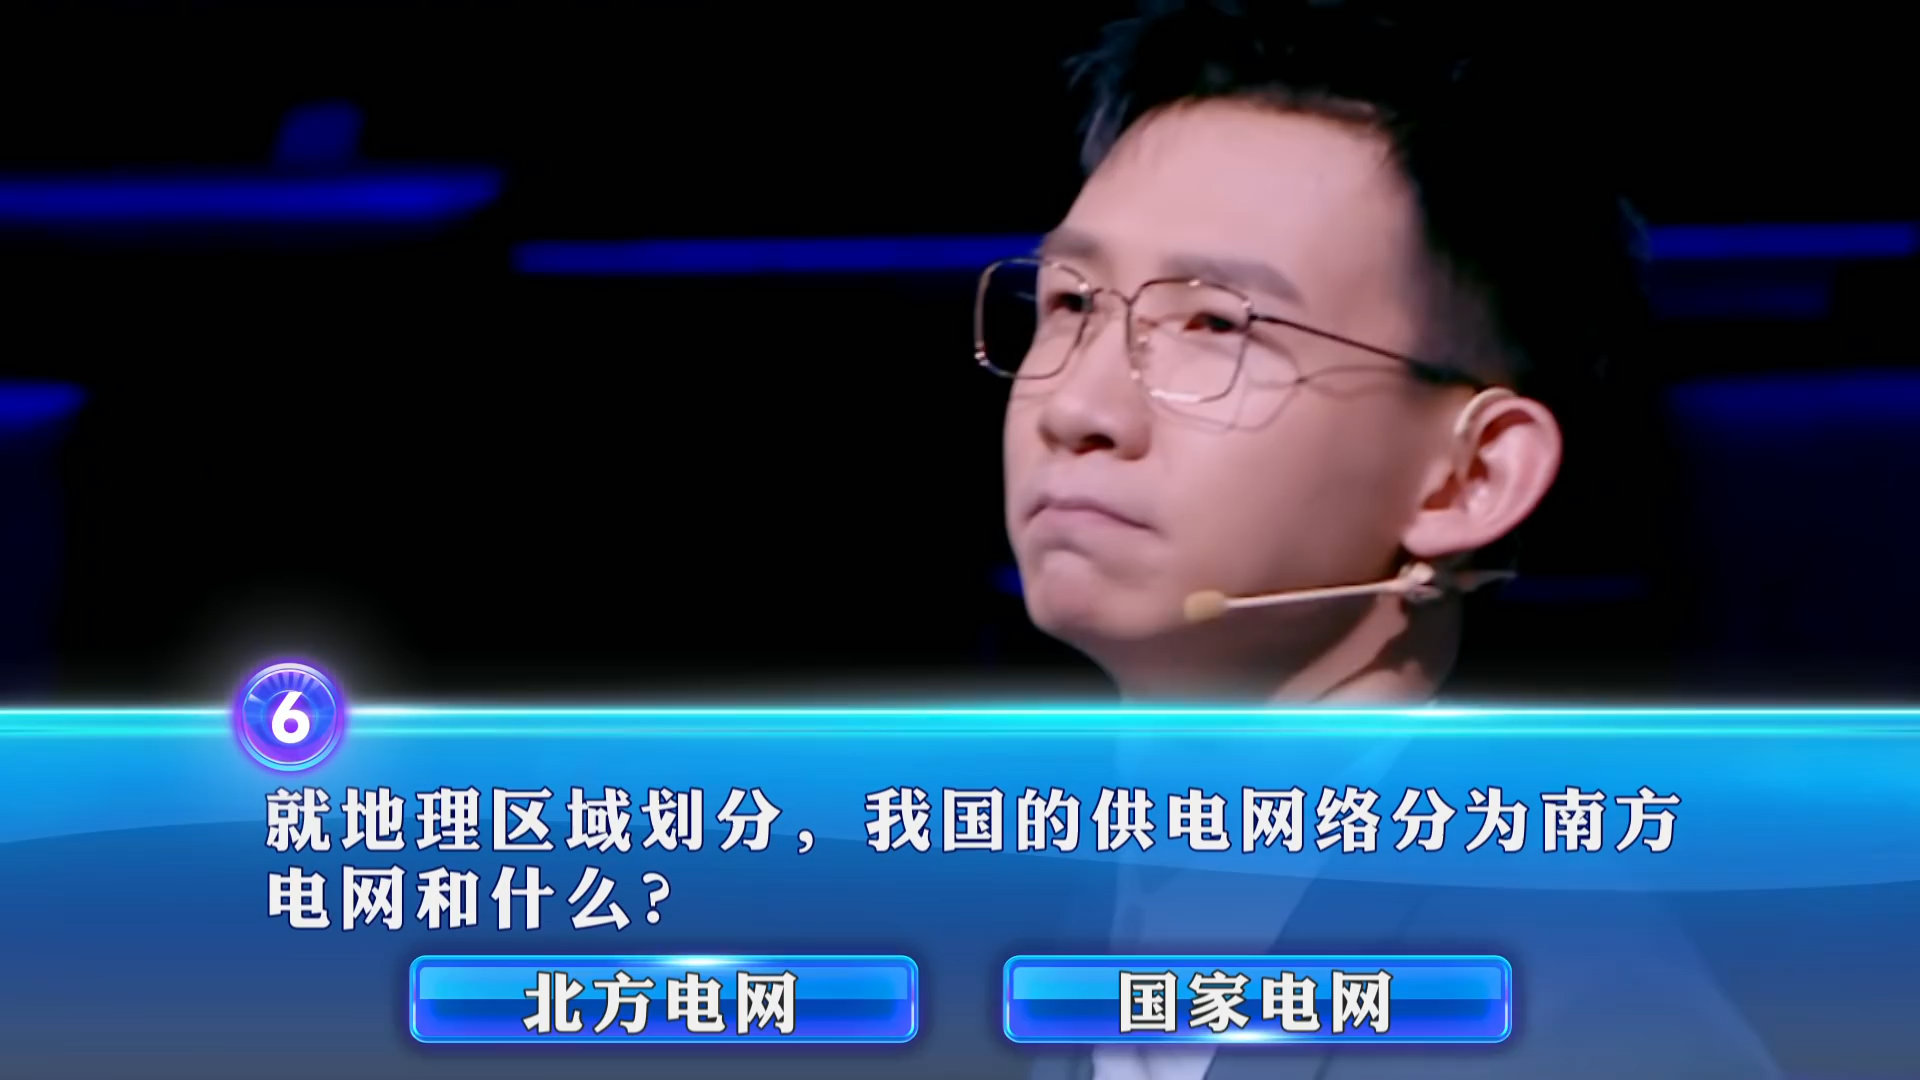 6
就地理区域划分，我国的供电网络分为南方
电网和什么？
北方电网
国家电网